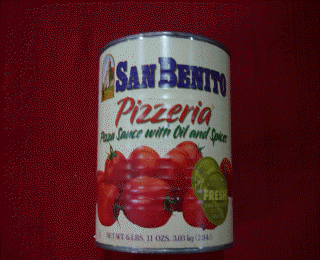 SAN BENITO
Pizzeria
Pizza Sauce with Oil and Spices
FRESH
NET WT. 6 LBS. 11 OZS. 3.03 kg